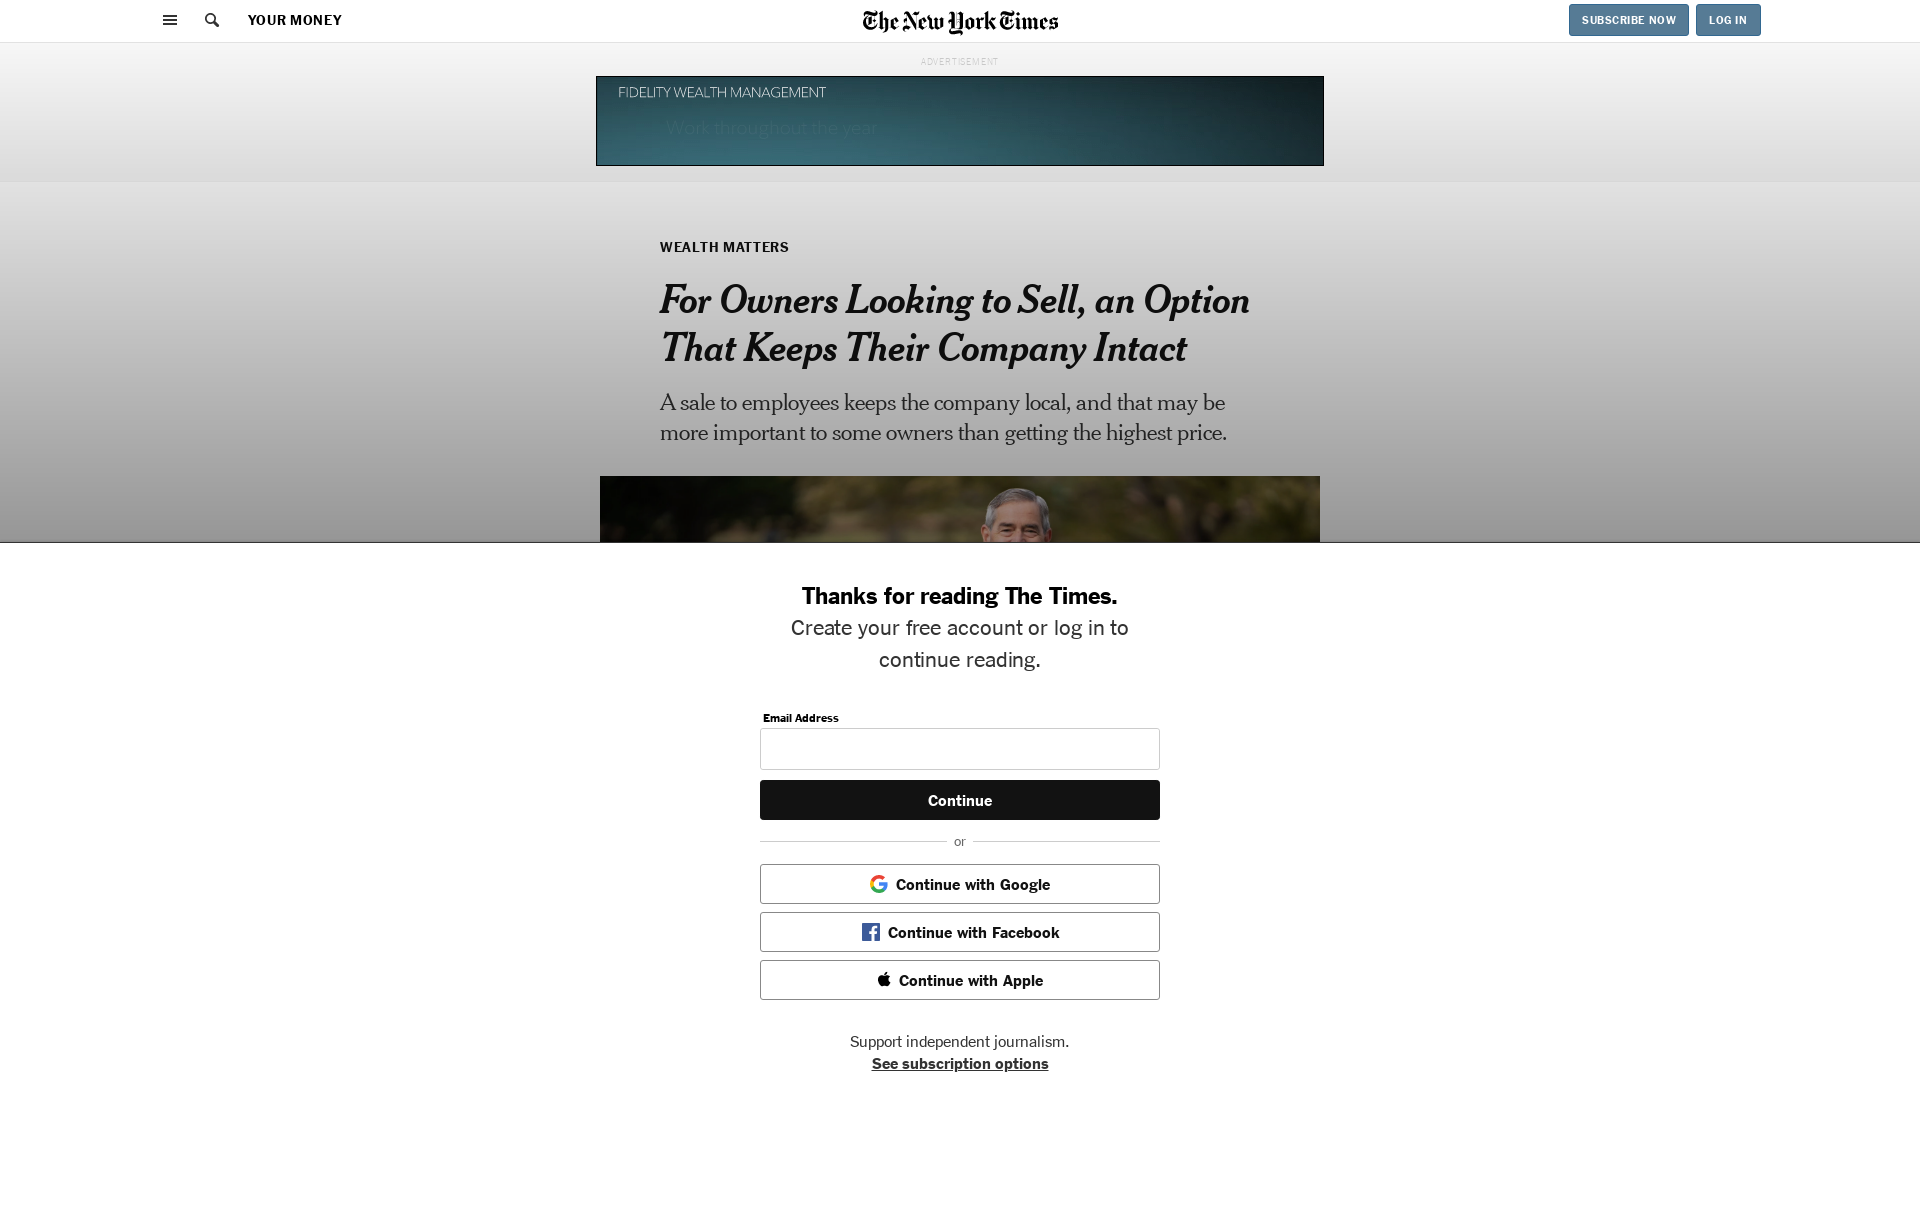 YOUR MONEY
The New York Times
SUBSCRIBE NOW
LOG IN
ADVERTISEMENT
FIDELITY WEALTH MANAGEMENT
Work throughout the year
WEALTH MATTERS
For Owners Looking to Sell, an Option
That Keeps Their Company Intact
A sale to employees keeps the company local, and that may be
more important to some owners than getting the highest price.
Thanks for reading The Times.
Create your free account or log in to
continue reading.
Email Address
Continue
or
Continue with Google
Continue with Facebook
Continue with Apple
Support independent journalism.
See subscription options